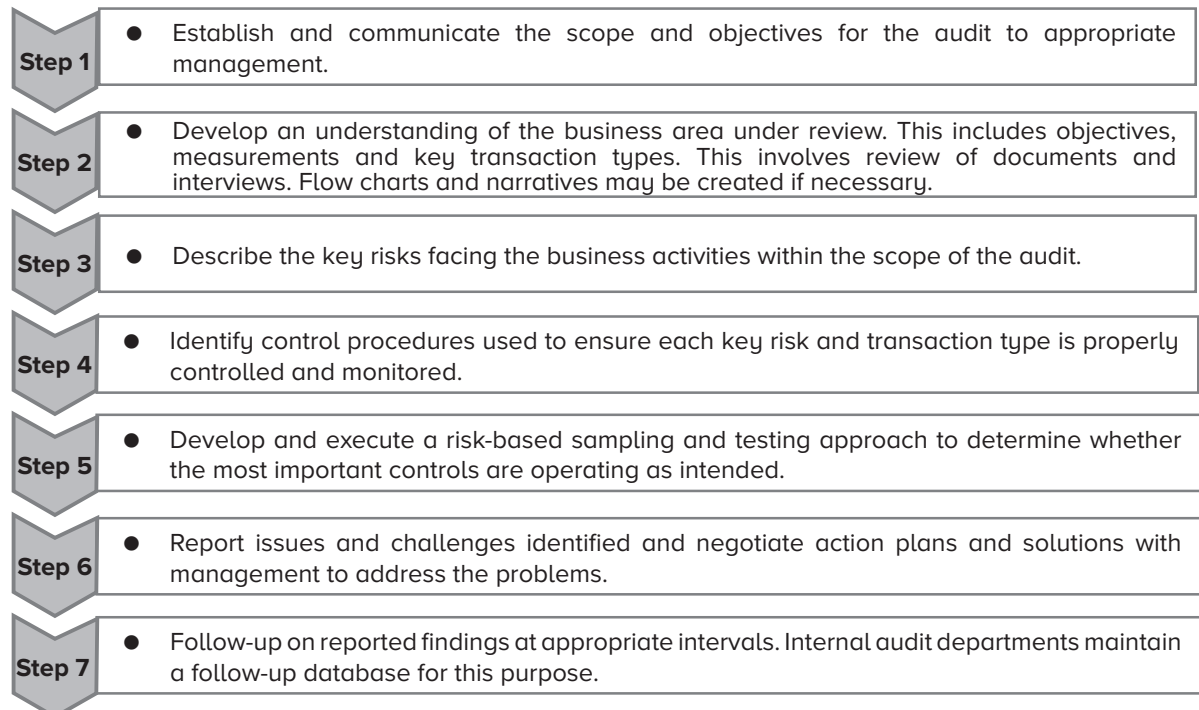 Step 1
● Establish and communicate the scope and objectives for the audit to appropriate
management.
Step 2
● Develop an understanding of the business area under review. This includes objectives,
measurements and key transaction types. This involves review of documents and
interviews. Flow charts and narratives may be created if necessary.
Step 3
● Describe the key risks facing the business activities within the scope of the audit.
Step 4
● Identify control procedures used to ensure each key risk and transaction type is properly
controlled and monitored.
Step 5
● Develop and execute a risk-based sampling and testing approach to determine whether
the most important controls are operating as intended.
Step 6
● Report issues and challenges identified and negotiate action plans and solutions with
management to address the problems.
Step 7
● Follow-up on reported findings at appropriate intervals. Internal audit departments maintain
a follow-up database for this purpose.